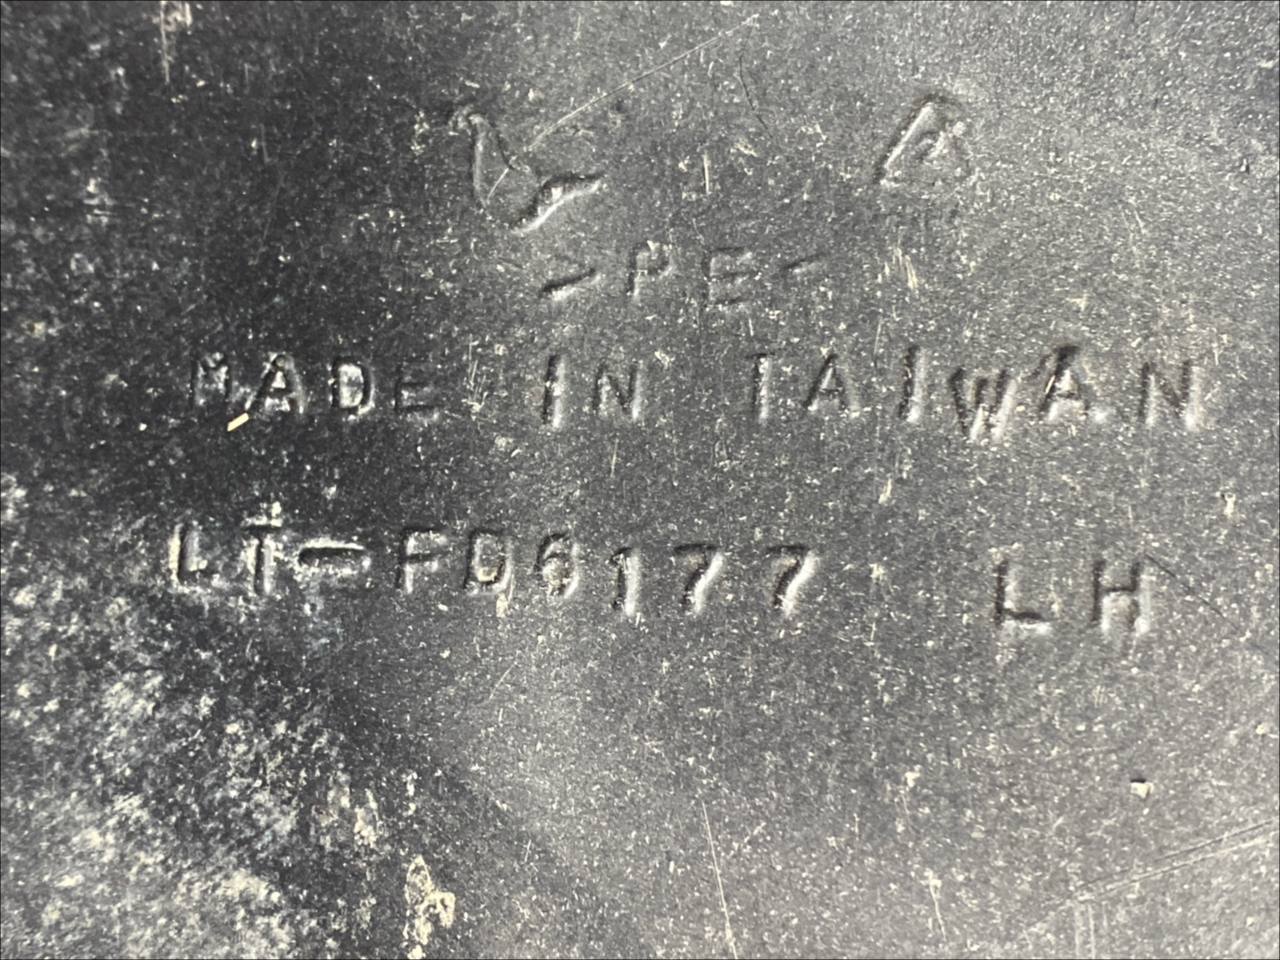 -PE-
MADE IN TAIWAN
LT-FD6177 LH